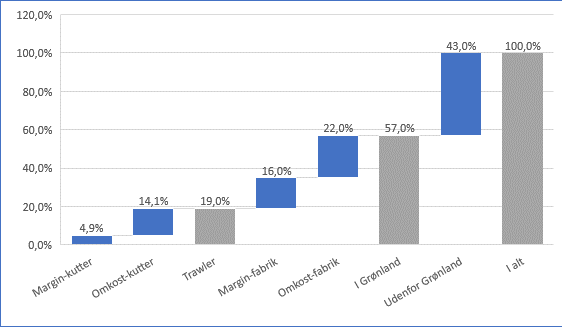 120,0%
100,0%
80,0%
60,0%
40,0%
20,0%
0,0%
4,9%
14,1%
19,0%
16,0%
22,0%
57,0%
43,0%
100,0%
Margin-kutter
Omkost-kutter
Trawler
Margin-fabrik
Omkost-fabrik
I Grønland
Udenfor Grønland
I alt